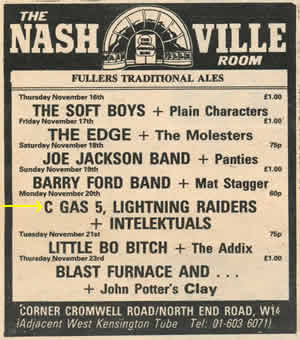 THE
NASHVILLE
ROOM
FULLERS TRADITIONAL ALES
Thursday November 16th £1.00
THE SOFT BOYS + Plain Characters
Friday November 17th £1.00
THE EDGE + The Molesters
Saturday November 18th 75p
JOE JACKSON BAND + Panties
Sunday November 19th £1.00
BARRY FORD BAND + Mat Stagger
Monday November 20th 60p
C GAS 5, LIGHTNING RAIDERS
+ INTELEKTUALS
Tuesday November 21st 75p
LITTLE BO BITCH + The Addix
Thursday November 23rd £1.00
BLAST FURNACE AND . . .
+ John Potter's Clay
CORNER CROMWELL ROAD/NORTH END ROAD, W14
(Adjacent West Kensington Tube Tel: 01-603 6071)